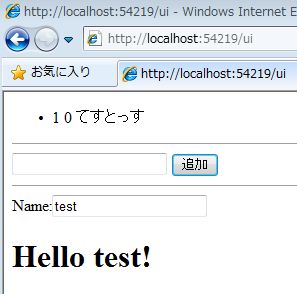 http://localhost:54219/ui - Windows Internet E
http://localhost:54219/ui
お気に入り
http://localhost:54219/ui
• 1 0 てすとっす
追加
Name:test
Hello test!